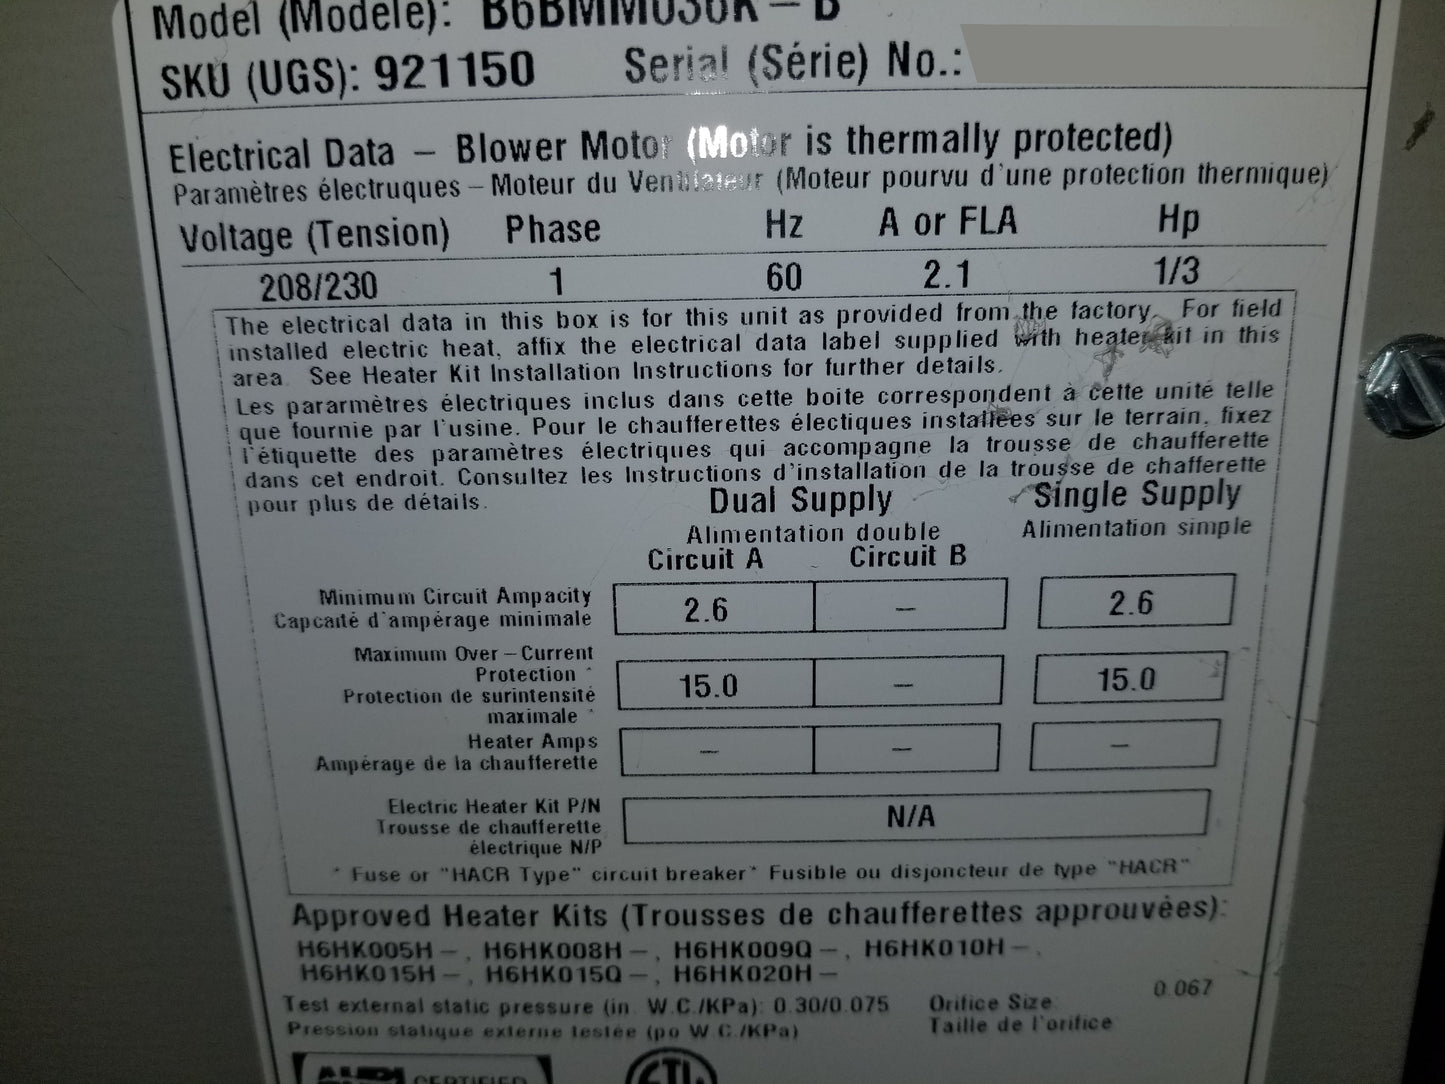 Model (Modèle): B6BMM036K – B
SKU (UGS): 921150 Serial (Série) No.:
Electrical Data – Blower Motor (Motor is thermally protected)
Paramètres électruques – Moteur du Ventilateur (Moteur pourvu d'une protection thermique)
Voltage (Tension) Phase Hz A or FLA Hp
208/230 1 60 2.1 1/3
The electrical data in this box is for this unit as provided from the factory. For field
installed electric heat, affix the electrical data label supplied with heater kit in this
area. See Heater Kit Installation Instructions for further details.
Les pararmètres électriques inclus dans cette boite correspondent à cette unité telle
que fournie par l'usine. Pour le chaufferettes électiques installées sur le terrain, fixez
l'étiquette des paramètres électriques qui accompagne la trousse de chaufferette
dans cet endroit. Consultez les Instructions d'installation de la trousse de chafferette
pour plus de détails.
Dual Supply Single Supply
Alimentation double Alimentation simple
Circuit A Circuit B
Minimum Circuit Ampacity
Capcaité d'ampérage minimale
2.6 – 2.6
Maximum Over – Current
Protection *
Protection de surintensité
maximale *
15.0 – 15.0
Heater Amps
Ampérage de la chaufferette
– – –
Electric Heater Kit P/N
Trousse de chaufferette
électrique N/P
N/A
* Fuse or "HACR Type" circuit breaker* Fusible ou disjoncteur de type "HACR"
Approved Heater Kits (Trousses de chaufferettes approuvées):
H6HK005H –, H6HK008H –, H6HK009Q –, H6HK010H –,
H6HK015H –, H6HK015Q –, H6HK020H –
Test external static pressure (in. W.C./KPa): 0.30/0.075 Orifice Size: 0.067
Pression statique externe testée (po W.C./KPa) Taille de l'orifice
CERTIFIED